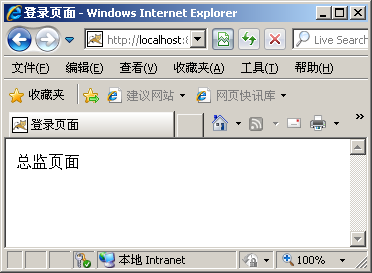 登录页面 - Windows Internet Explorer
http://localhost:8
Live Search
文件(F) 编辑(E) 查看(V) 收藏夹(A) 工具(T) 帮助(H)
收藏夹 建议网站 网页快讯库
登录页面
总监页面
本地 Intranet 100%